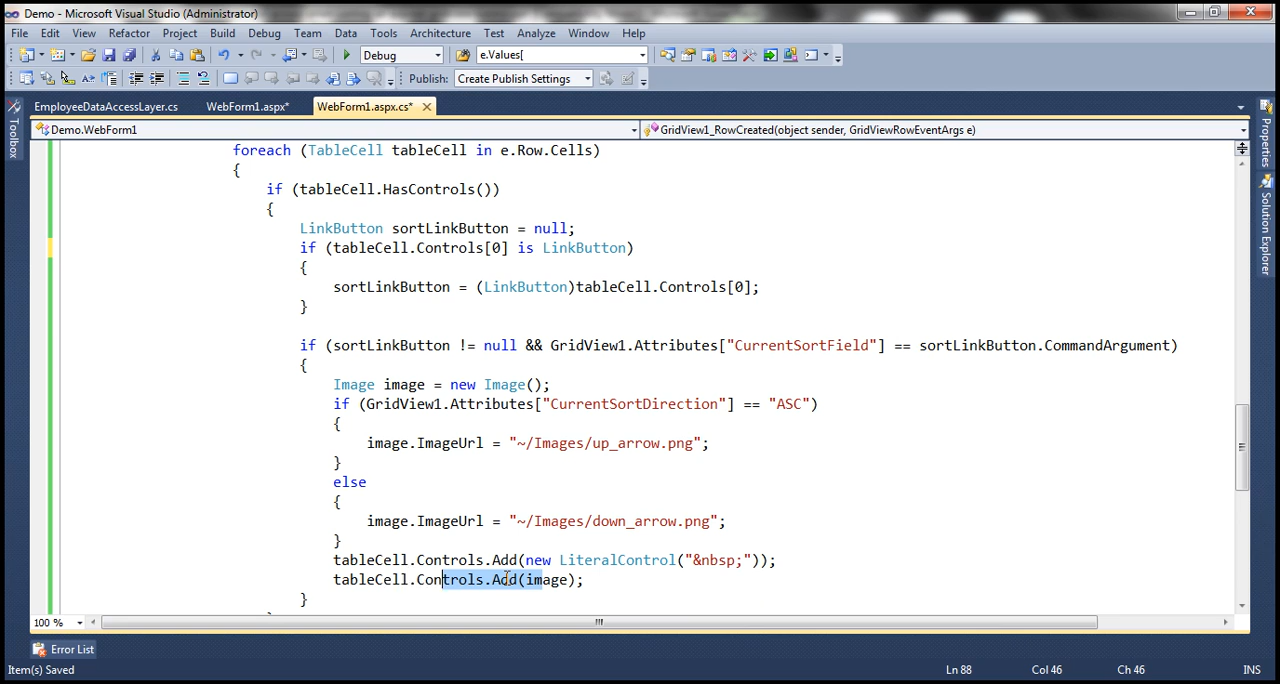 Demo - Microsoft Visual Studio (Administrator)
File Edit View Refactor Project Build Debug Team Data Tools Architecture Test Analyze Window Help
Debug e.Values[
Publish: Create Publish Settings
EmployeeDataAccessLayer.cs WebForm1.aspx* WebForm1.aspx.cs*
Demo.WebForm1 GridView1_RowCreated(object sender, GridViewRowEventArgs e)
Toolbox
Properties
Solution Explorer
foreach (TableCell tableCell in e.Row.Cells)
{
if (tableCell.HasControls())
{
LinkButton sortLinkButton = null;
if (tableCell.Controls[0] is LinkButton)
{
sortLinkButton = (LinkButton)tableCell.Controls[0];
}
if (sortLinkButton != null && GridView1.Attributes["CurrentSortField"] == sortLinkButton.CommandArgument)
{
Image image = new Image();
if (GridView1.Attributes["CurrentSortDirection"] == "ASC")
{
image.ImageUrl = "~/Images/up_arrow.png";
}
else
{
image.ImageUrl = "~/Images/down_arrow.png";
}
tableCell.Controls.Add(new LiteralControl("&nbsp;"));
tableCell.Controls.Add(image);
}
100 %
Error List
Item(s) Saved Ln 88 Col 46 Ch 46 INS